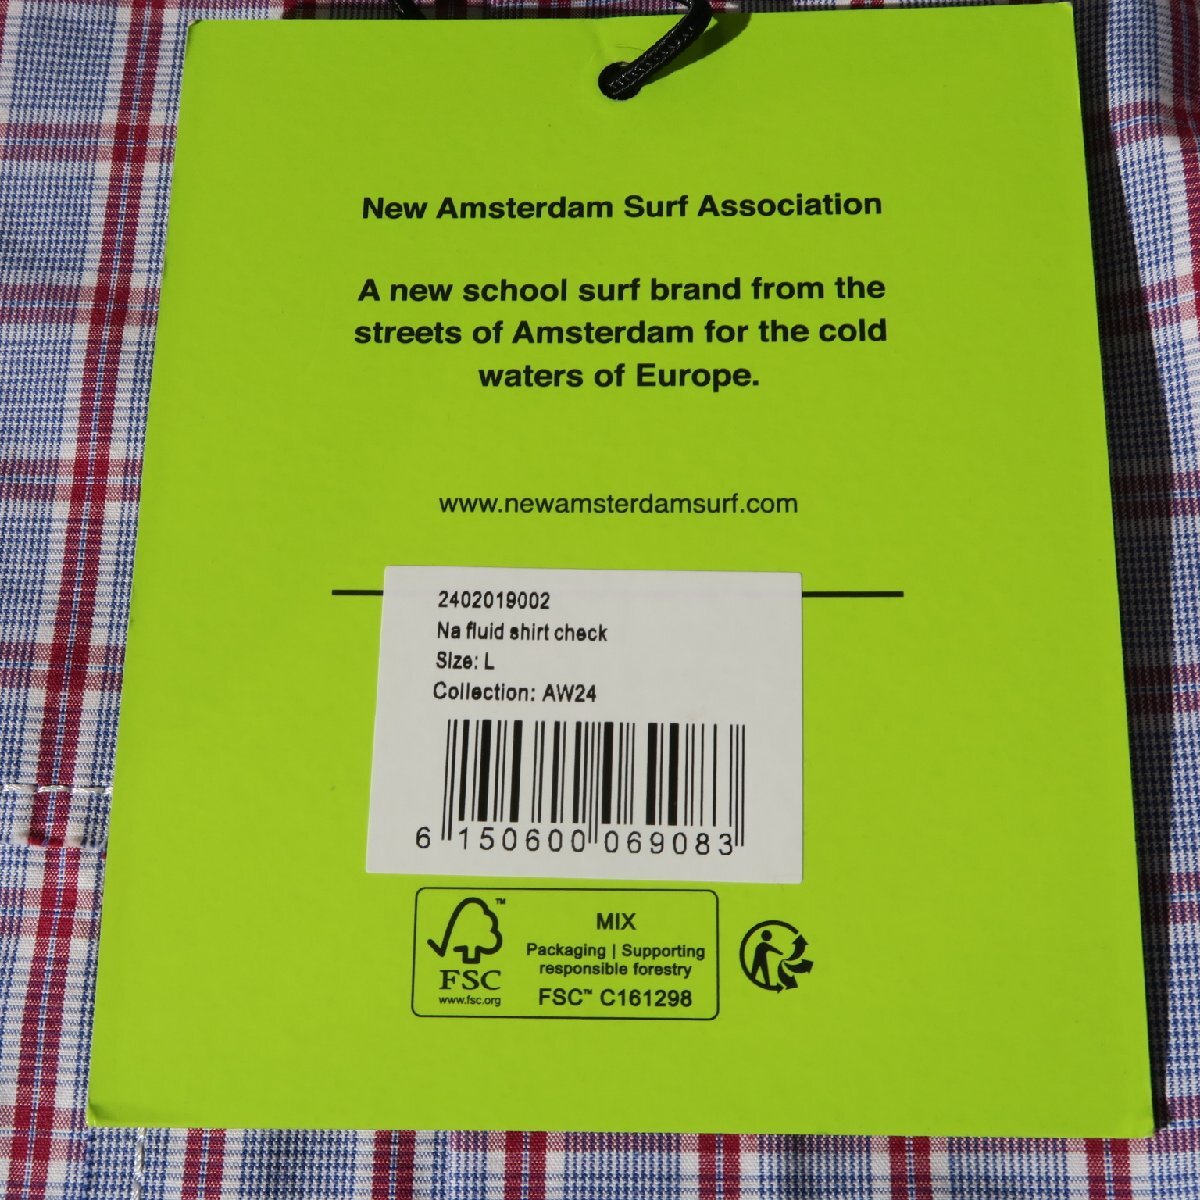 New Amsterdam Surf Association
A new school surf brand from the
streets of Amsterdam for the cold
waters of Europe.
www.newamsterdamsurf.com
2402019002
Na fluid shirt check
Size: L
Collection: AW24
6 150600 069083
FSC™
www.fsc.org
MIX
Packaging | Supporting
responsible forestry
FSC™ C161298